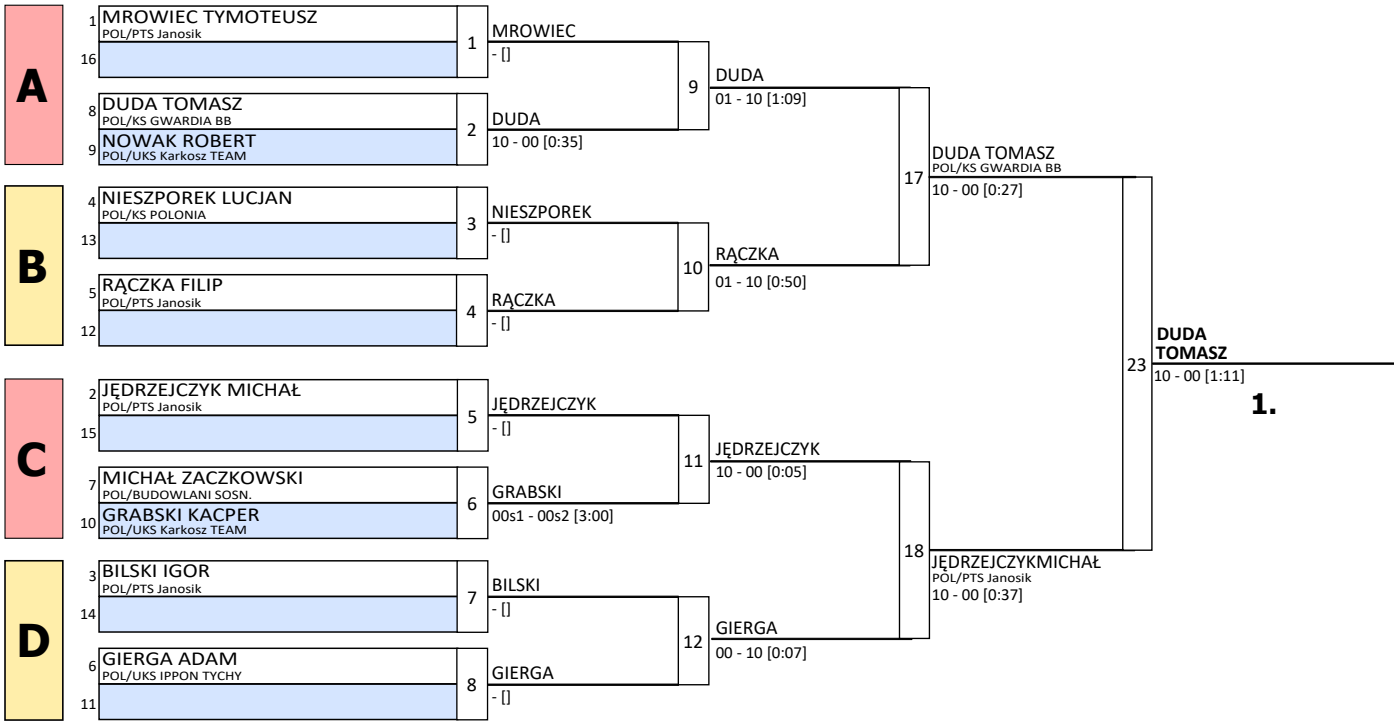 A
1 MROWIEC TYMOTEUSZ
POL/PTS Janosik
16
1
MROWIEC
- []
8 DUDA TOMASZ
POL/KS GWARDIA BB
9 NOWAK ROBERT
POL/UKS Karkosz TEAM
2
DUDA
10 - 00 [0:35]
9
DUDA
01 - 10 [1:09]
B
4 NIESZPOREK LUCJAN
POL/KS POLONIA
13
3
NIESZPOREK
- []
5 RĄCZKA FILIP
POL/PTS Janosik
12
4
RĄCZKA
- []
10
RĄCZKA
01 - 10 [0:50]
17
DUDA TOMASZ
POL/KS GWARDIA BB
10 - 00 [0:27]
C
2 JĘDRZEJCZYK MICHAŁ
POL/PTS Janosik
15
5
JĘDRZEJCZYK
- []
7 MICHAŁ ZACZKOWSKI
POL/BUDOWLANI SOSN.
10 GRABSKI KACPER
POL/UKS Karkosz TEAM
6
GRABSKI
00s1 - 00s2 [3:00]
11
JĘDRZEJCZYK
10 - 00 [0:05]
D
3 BILSKI IGOR
POL/PTS Janosik
14
7
BILSKI
- []
6 GIERGA ADAM
POL/UKS IPPON TYCHY
11
8
GIERGA
- []
12
GIERGA
00 - 10 [0:07]
18
JĘDRZEJCZYKMICHAŁ
POL/PTS Janosik
10 - 00 [0:37]
23
DUDA
TOMASZ
10 - 00 [1:11]
1.